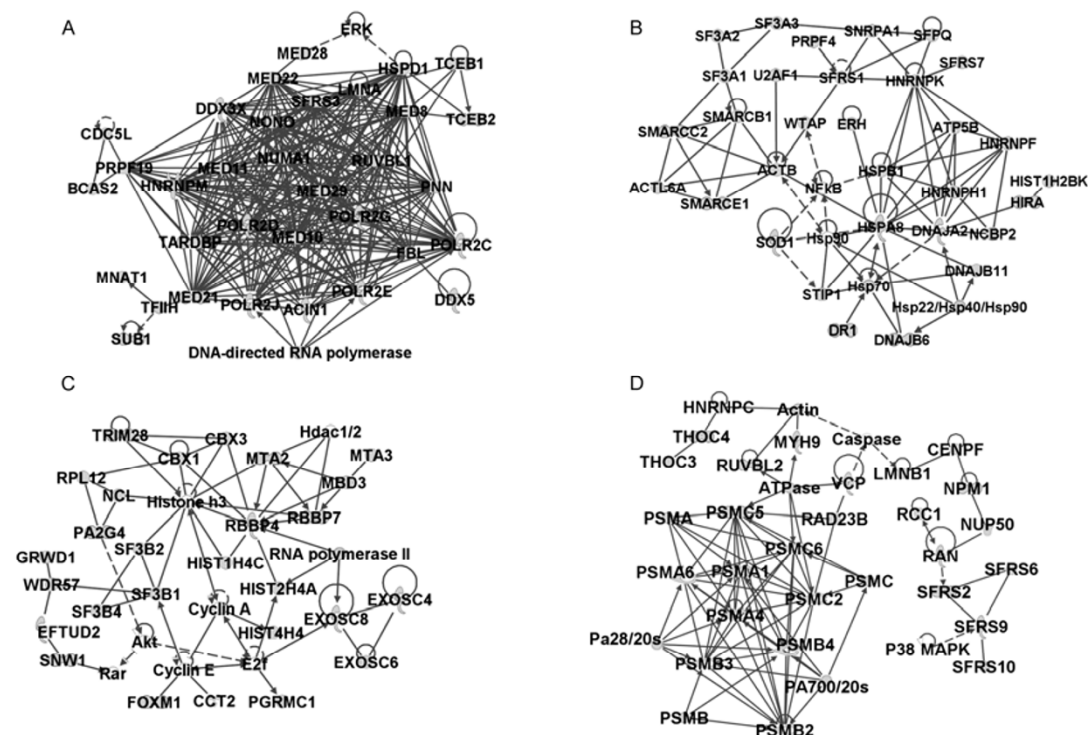 A
ERK
MED28
HSPD1
TCEB1
MED22
LMNA
SFRS3
MED8
DDX3X
TCEB2
NONO
CDC5L
NUMA1
RUVBL1
PRPF19
MED11
BCAS2
HNRNPM
MED29
PNN
POLR2G
POLR2D
MED10
TARDBP
FBL
POLR2C
MNAT1
MED21
POLR2J
ACIN1
POLR2E
DDX5
TFIIH
SUB1
DNA-directed RNA polymerase
B
SF3A3
SF3A2
PRPF4
SNRPA1
SFPQ
SF3A1
U2AF1
SFRS1
HNRNPK
SFRS7
SMARCB1
SMARCC2
WTAP
ERH
ATP5B
HNRNPF
ACTB
HSPB1
ACTL6A
NFkB
HNRNPH1
HIST1H2BK
SMARCE1
HIRA
HSPA8
DNAJA2
NCBP2
SOD1
Hsp90
DNAJB11
STIP1
Hsp70
Hsp22/Hsp40/Hsp90
DR1
DNAJB6
C
TRIM28
CBX3
Hdac1/2
CBX1
MTA2
MTA3
RPL12
MBD3
NCL
Histone h3
RBBP4
RBBP7
PA2G4
SF3B2
RNA polymerase II
GRWD1
HIST1H4C
WDR57
SF3B1
HIST2H4A
EXOSC4
SF3B4
Cyclin A
EXOSC8
EFTUD2
Akt
HIST4H4
SNW1
Rar
Cyclin E
E2f
EXOSC6
FOXM1
CCT2
PGRMC1
D
HNRNPC
Actin
THOC4
MYH9
Caspase
CENPF
THOC3
RUVBL2
LMNB1
ATPase
VCP
NPM1
PSMA
PSMC5
RAD23B
RCC1
NUP50
PSMC6
RAN
PSMA6
PSMA1
PSMC
SFRS6
PSMC2
SFRS2
PSMA4
Pa28/20s
PSMB4
SFRS9
PSMB3
P38 MAPK
PA700/20s
SFRS10
PSMB
PSMB2